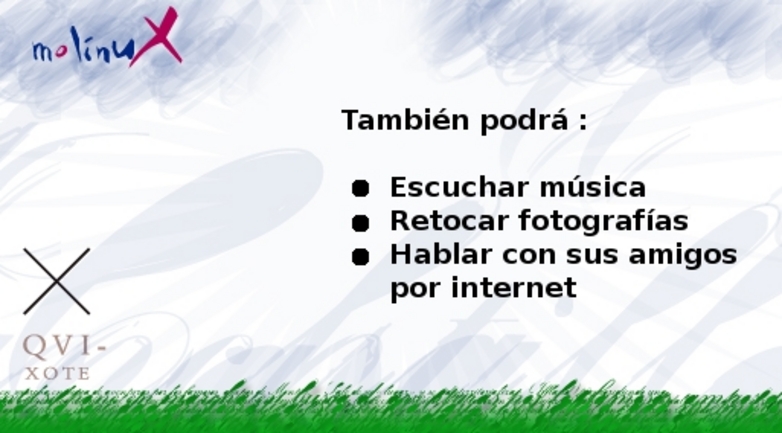 molinuX
También podrá :
● Escuchar música
● Retocar fotografías
● Hablar con sus amigos
por internet
QVI-
XOTE